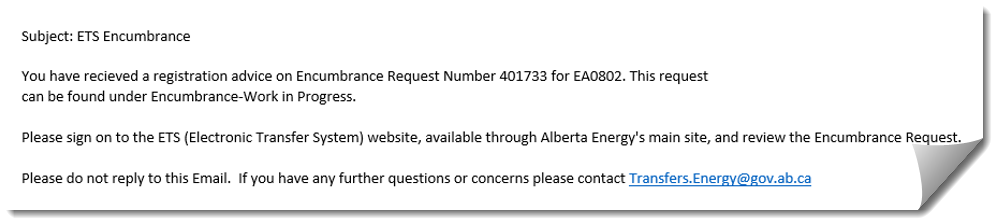 Subject: ETS Encumbrance
You have recieved a registration advice on Encumbrance Request Number 401733 for EA0802. This request
can be found under Encumbrance-Work in Progress.
Please sign on to the ETS (Electronic Transfer System) website, available through Alberta Energy's main site, and review the Encumbrance Request.
Please do not reply to this Email.  If you have any further questions or concerns please contact Transfers.Energy@gov.ab.ca